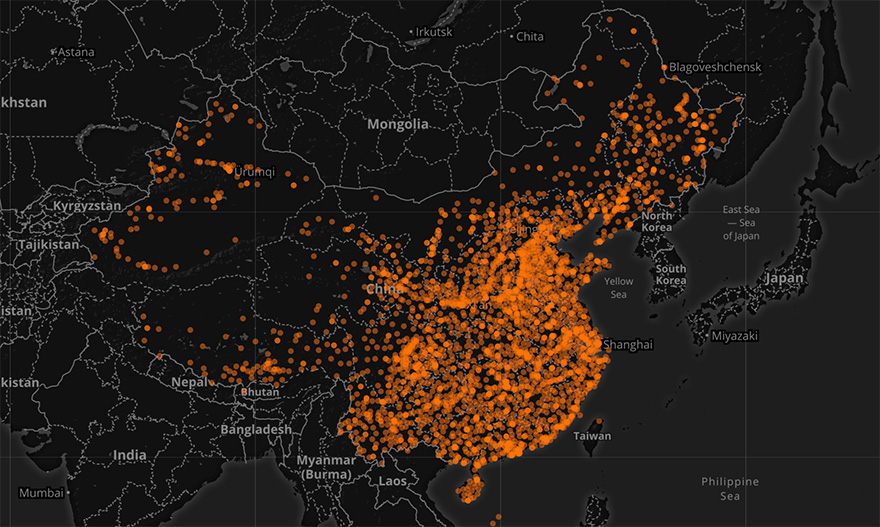 Irkutsk
Chita
Astana
Blagoveshchensk
khstan
Mongolia
Urumqi
Kyrgyzstan
East Sea
— Sea
of Japan
North
Korea
Beijing
Tajikistan
South
Korea
Yellow
Sea
Japan
China
istan
Miyazaki
Shanghai
kistan
Nepal
Bhutan
Bangladesh
Taiwan
India
Myanmar
(Burma)
Laos
Philippine
Sea
Mumbai